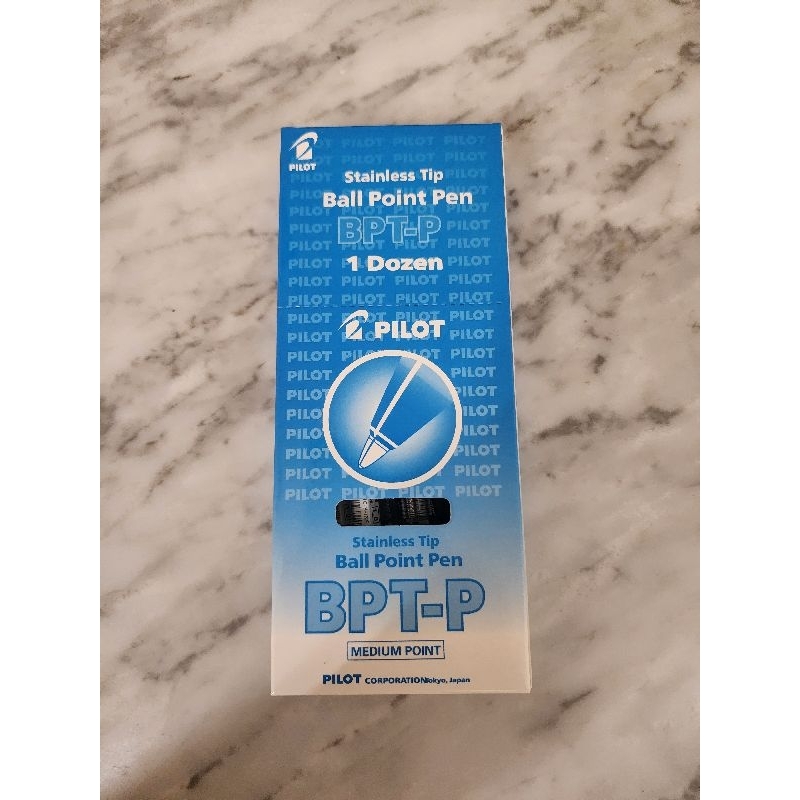 PILOT
Stainless Tip
Ball Point Pen
BPT-P
1 Dozen
PILOT
Stainless Tip
Ball Point Pen
BPT-P
MEDIUM POINT
PILOT CORPORATION Tokyo, Japan